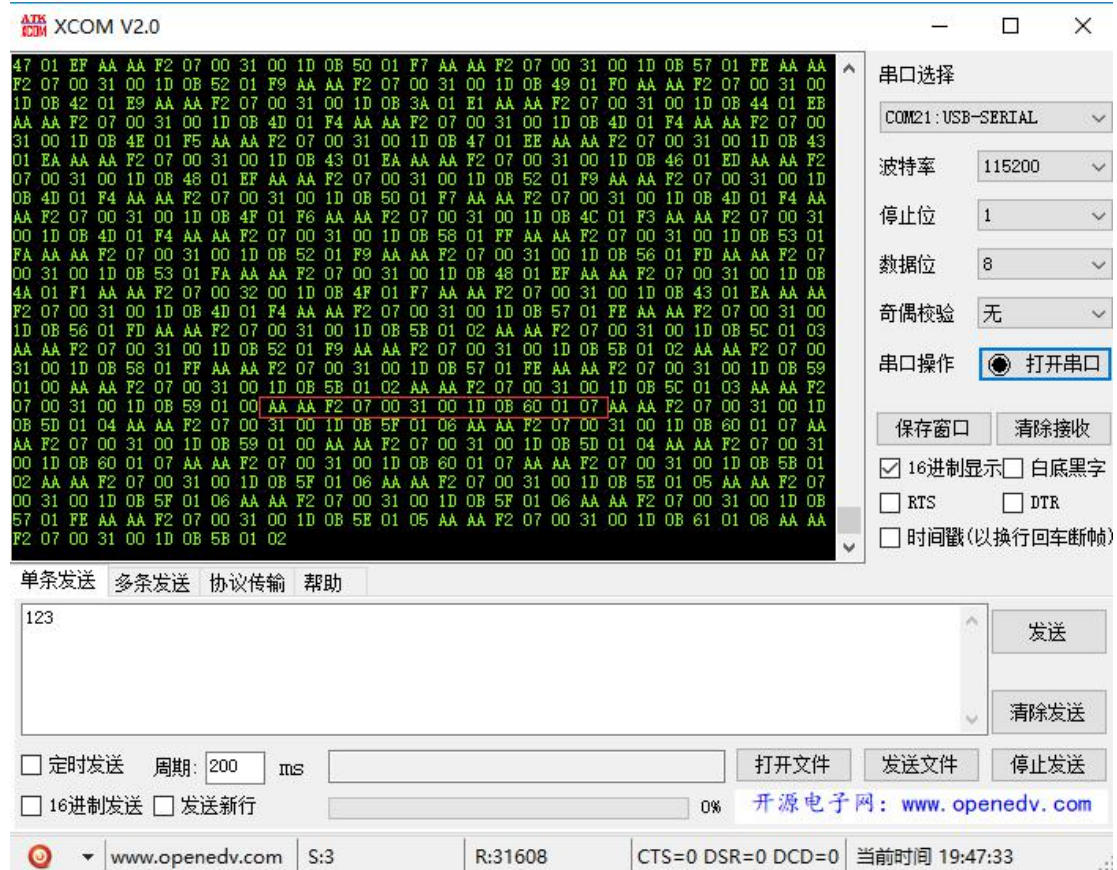 ATK XCOM XCOM V2.0
47 01 EF AA AA F2 07 00 31 00 1D 0B 50 01 F7 AA AA F2 07 00 31 00 1D 0B 57 01 FE AA AA
F2 07 00 31 00 1D 0B 52 01 F9 AA AA F2 07 00 31 00 1D 0B 49 01 F0 AA AA F2 07 00 31 00
1D 0B 42 01 E9 AA AA F2 07 00 31 00 1D 0B 3A 01 E1 AA AA F2 07 00 31 00 1D 0B 44 01 EB
AA AA F2 07 00 31 00 1D 0B 4D 01 F4 AA AA F2 07 00 31 00 1D 0B 4D 01 F4 AA AA F2 07 00
31 00 1D 0B 4E 01 F5 AA AA F2 07 00 31 00 1D 0B 47 01 EE AA AA F2 07 00 31 00 1D 0B 43
01 EA AA AA F2 07 00 31 00 1D 0B 43 01 EA AA AA F2 07 00 31 00 1D 0B 46 01 ED AA AA F2
07 00 31 00 1D 0B 48 01 EF AA AA F2 07 00 31 00 1D 0B 52 01 F9 AA AA F2 07 00 31 00 1D
0B 4D 01 F4 AA AA F2 07 00 31 00 1D 0B 50 01 F7 AA AA F2 07 00 31 00 1D 0B 4D 01 F4 AA
AA F2 07 00 31 00 1D 0B 4F 01 F6 AA AA F2 07 00 31 00 1D 0B 4C 01 F3 AA AA F2 07 00 31
00 1D 0B 4D 01 F4 AA AA F2 07 00 31 00 1D 0B 58 01 FF AA AA F2 07 00 31 00 1D 0B 53 01
FA AA AA F2 07 00 31 00 1D 0B 52 01 F9 AA AA F2 07 00 31 00 1D 0B 56 01 FD AA AA F2 07
00 31 00 1D 0B 53 01 FA AA AA F2 07 00 31 00 1D 0B 48 01 EF AA AA F2 07 00 31 00 1D 0B
4A 01 F1 AA AA F2 07 00 32 00 1D 0B 4F 01 F7 AA AA F2 07 00 31 00 1D 0B 43 01 EA AA AA
F2 07 00 31 00 1D 0B 4D 01 F4 AA AA F2 07 00 31 00 1D 0B 57 01 FE AA AA F2 07 00 31 00
1D 0B 56 01 FD AA AA F2 07 00 31 00 1D 0B 5B 01 02 AA AA F2 07 00 31 00 1D 0B 5C 01 03
AA AA F2 07 00 31 00 1D 0B 52 01 F9 AA AA F2 07 00 31 00 1D 0B 5B 01 02 AA AA F2 07 00
31 00 1D 0B 58 01 FF AA AA F2 07 00 31 00 1D 0B 57 01 FE AA AA F2 07 00 31 00 1D 0B 59
01 00 AA AA F2 07 00 31 00 1D 0B 5B 01 02 AA AA F2 07 00 31 00 1D 0B 5C 01 03 AA AA F2
07 00 31 00 1D 0B 59 01 00 AA AA F2 07 00 31 00 1D 0B 60 01 07 AA AA F2 07 00 31 00 1D
0B 5D 01 04 AA AA F2 07 00 31 00 1D 0B 5F 01 06 AA AA F2 07 00 31 00 1D 0B 60 01 07 AA
AA F2 07 00 31 00 1D 0B 59 01 00 AA AA F2 07 00 31 00 1D 0B 5D 01 04 AA AA F2 07 00 31
00 1D 0B 60 01 07 AA AA F2 07 00 31 00 1D 0B 60 01 07 AA AA F2 07 00 31 00 1D 0B 5B 01
02 AA AA F2 07 00 31 00 1D 0B 5F 01 06 AA AA F2 07 00 31 00 1D 0B 5E 01 05 AA AA F2 07
00 31 00 1D 0B 5F 01 06 AA AA F2 07 00 31 00 1D 0B 5F 01 06 AA AA F2 07 00 31 00 1D 0B
57 01 FE AA AA F2 07 00 31 00 1D 0B 5E 01 05 AA AA F2 07 00 31 00 1D 0B 61 01 08 AA AA
F2 07 00 31 00 1D 0B 5B 01 02
串口选择
COM21:USB-SERIAL
波特率 115200
停止位 1
数据位 8
奇偶校验 无
串口操作 打开串口
保存窗口 清除接收
16进制显示 白底黑字
RTS DTR
时间戳(以换行回车断帧)
单条发送 多条发送 协议传输 帮助
123
发送
清除发送
定时发送 周期: 200 ms 打开文件 发送文件 停止发送
16进制发送 发送新行 0% 开源电子网: www.openedv.com
www.openedv.com S:3 R:31608 CTS=0 DSR=0 DCD=0 当前时间 19:47:33